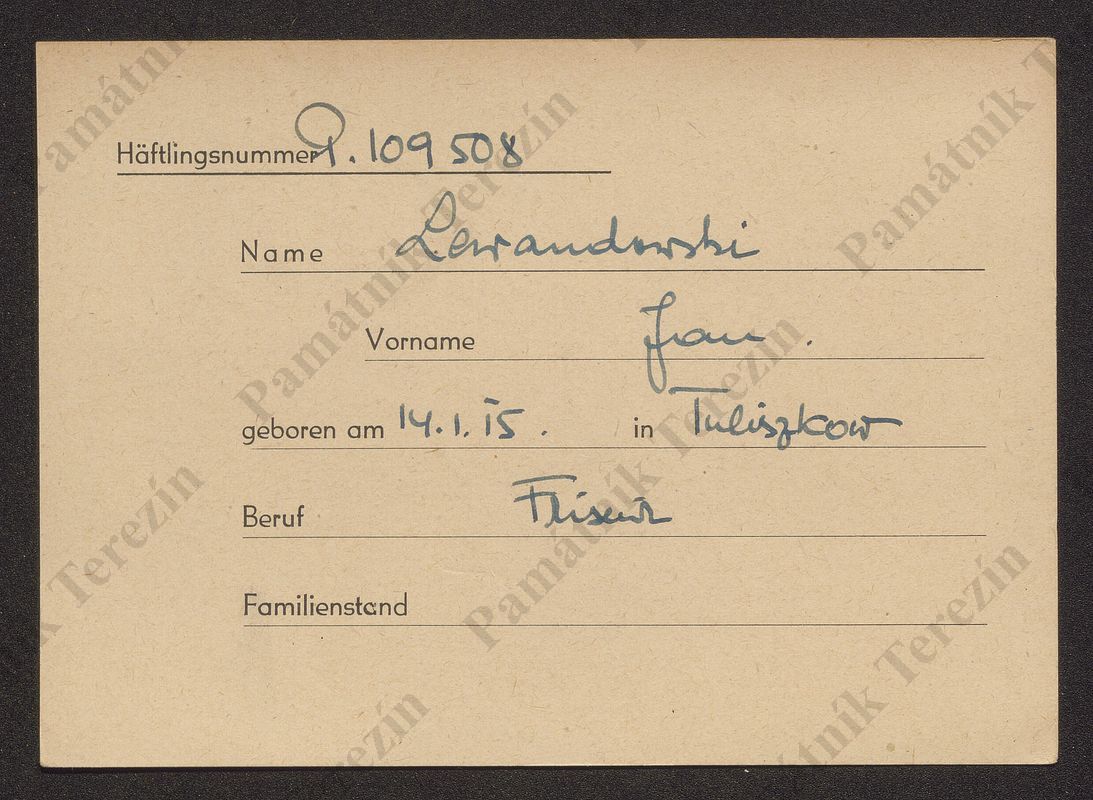 Häftlingsnummer P. 109 508
Name Lewandowski
Vorname Jan.
geboren am 14.1.15. in Tuliszkow
Beruf Friseur
Familienstand
Památník Terezín